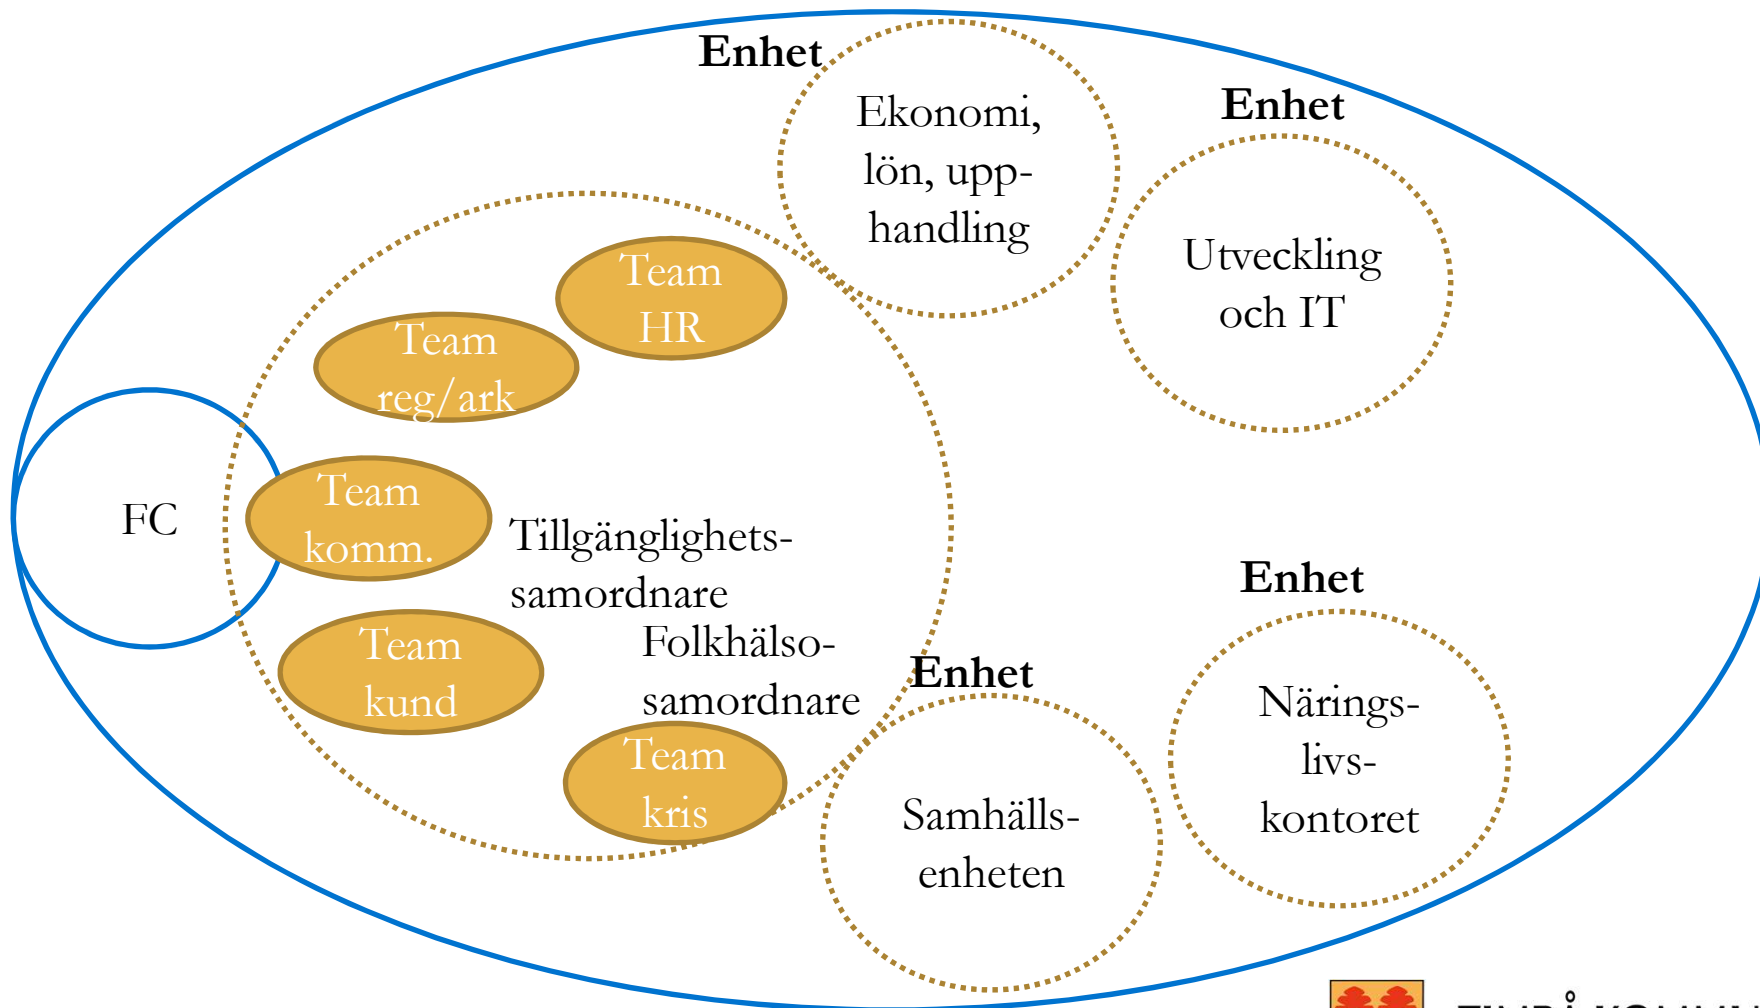 Enhet
Ekonomi,
lön, upp-
handling
Enhet
Utveckling
och IT
Team
HR
Team
reg/ark
FC
Team
komm.
Tillgänglighets-
samordnare
Team
kund
Folkhälso-
samordnare
Team
kris
Enhet
Samhälls-
enheten
Enhet
Närings-
livs-
kontoret